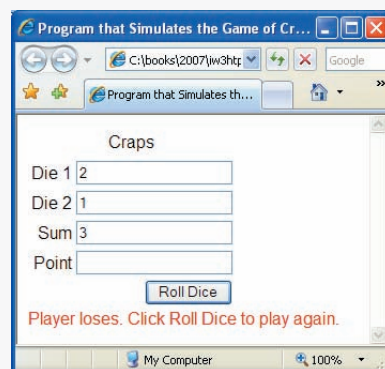 Program that Simulates the Game of Cr...
C:\books\2007\iw3htp
Google
Program that Simulates th...
»
Craps
Die 1 2
Die 2 1
Sum 3
Point
Roll Dice
Player loses. Click Roll Dice to play again.
My Computer
100%